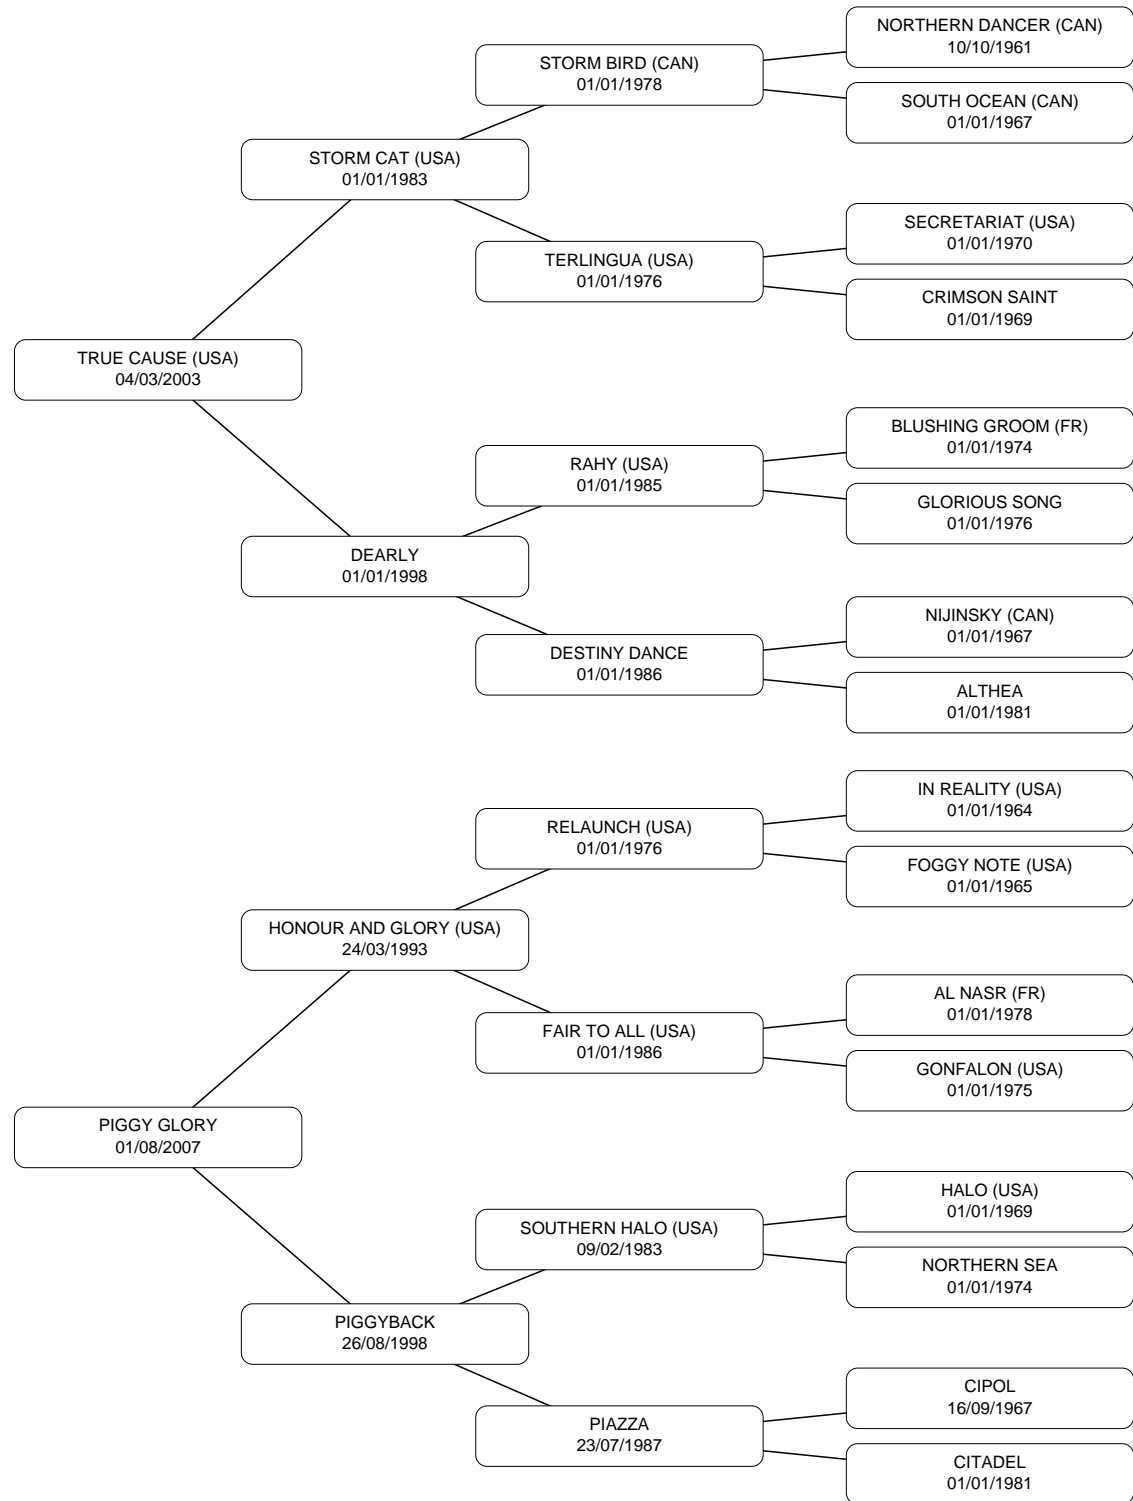 NORTHERN DANCER (CAN)
10/10/1961
STORM BIRD (CAN)
01/01/1978
SOUTH OCEAN (CAN)
01/01/1967
STORM CAT (USA)
01/01/1983
SECRETARIAT (USA)
01/01/1970
TERLINGUA (USA)
01/01/1976
CRIMSON SAINT
01/01/1969
TRUE CAUSE (USA)
04/03/2003
BLUSHING GROOM (FR)
01/01/1974
RAHY (USA)
01/01/1985
GLORIOUS SONG
01/01/1976
DEARLY
01/01/1998
NIJINSKY (CAN)
01/01/1967
DESTINY DANCE
01/01/1986
ALTHEA
01/01/1981
IN REALITY (USA)
01/01/1964
RELAUNCH (USA)
01/01/1976
FOGGY NOTE (USA)
01/01/1965
HONOUR AND GLORY (USA)
24/03/1993
AL NASR (FR)
01/01/1978
FAIR TO ALL (USA)
01/01/1986
GONFALON (USA)
01/01/1975
PIGGY GLORY
01/08/2007
HALO (USA)
01/01/1969
SOUTHERN HALO (USA)
09/02/1983
NORTHERN SEA
01/01/1974
PIGGYBACK
26/08/1998
CIPOL
16/09/1967
PIAZZA
23/07/1987
CITADEL
01/01/1981